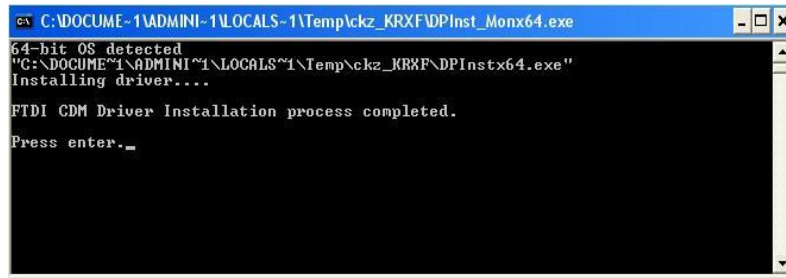 C:\DOCUME~1\ADMINI~1\LOCALS~1\Temp\ckz_KRXF\DPInst_Monx64.exe
64-bit OS detected
"C:\DOCUME~1\ADMINI~1\LOCALS~1\Temp\ckz_KRXF\DPInstx64.exe"
Installing driver....
FTDI CDM Driver Installation process completed.
Press enter._